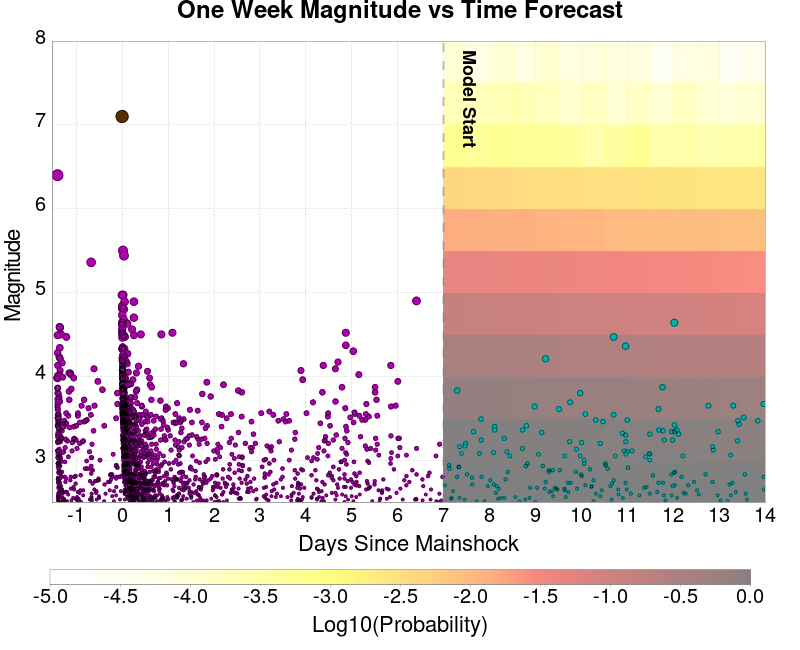 One Week Magnitude vs Time Forecast
8
7
6
5
4
3
Magnitude
Model Start
-1 0 1 2 3 4 5 6 7 8 9 10 11 12 13 14
Days Since Mainshock
-5.0 -4.5 -4.0 -3.5 -3.0 -2.5 -2.0 -1.5 -1.0 -0.5 0.0
Log10(Probability)